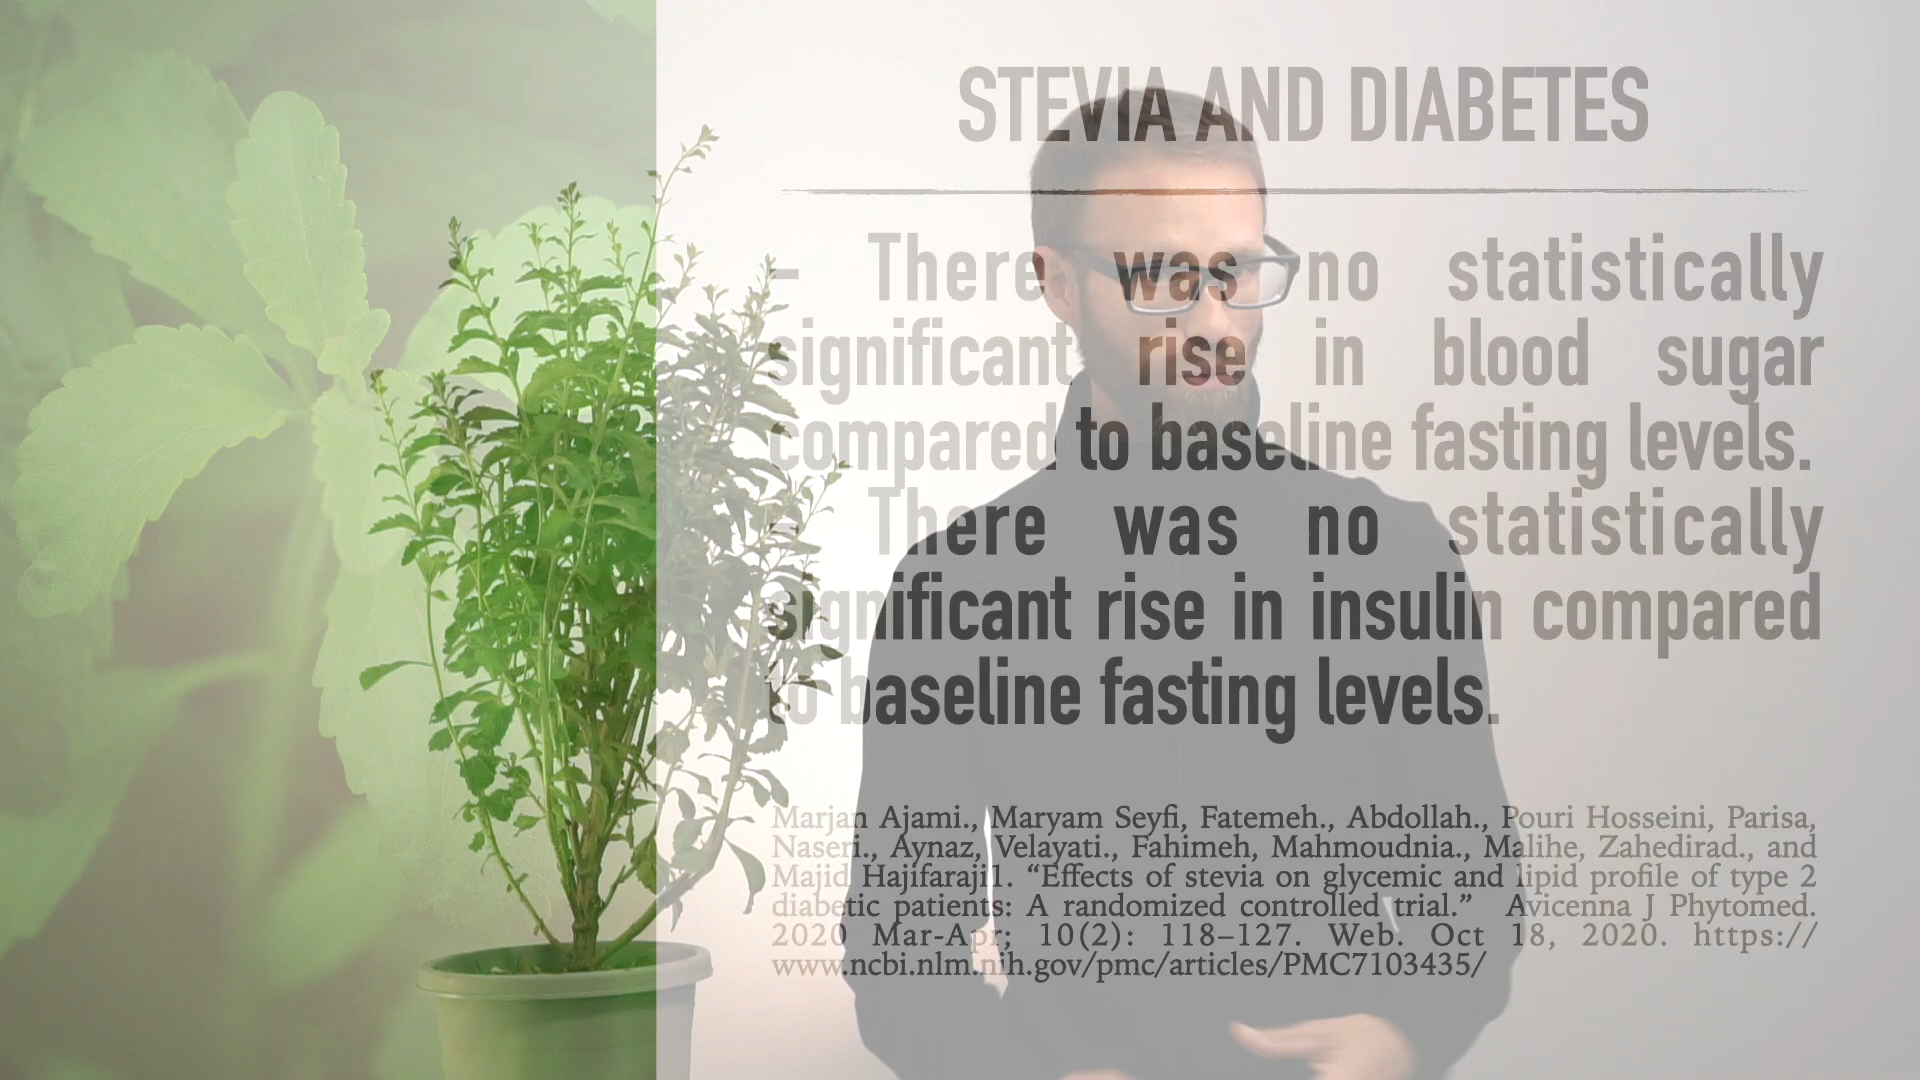 STEVIA AND DIABETES
– There was no statistically
significant rise in blood sugar
compared to baseline fasting levels.
– There was no statistically
significant rise in insulin compared
to baseline fasting levels.
Marjan Ajami., Maryam Seyfi, Fatemeh., Abdollah., Pouri Hosseini, Parisa,
Naseri., Aynaz, Velayati., Fahimeh, Mahmoudnia., Malihe, Zahedirad., and
Majid Hajifaraji1. “Effects of stevia on glycemic and lipid profile of type 2
diabetic patients: A randomized controlled trial.” Avicenna J Phytomed.
2020 Mar-Apr; 10(2): 118–127. Web. Oct 18, 2020. https://
www.ncbi.nlm.nih.gov/pmc/articles/PMC7103435/